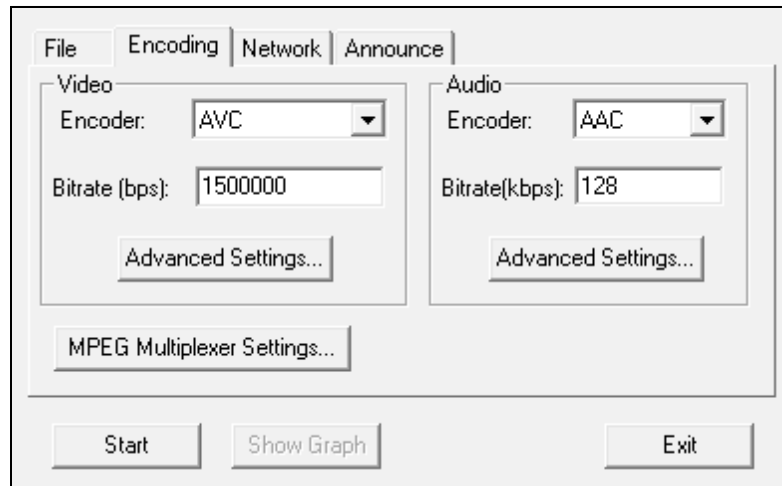 File Encoding Network Announce
Video
Encoder: AVC
Bitrate (bps): 1500000
Advanced Settings...
Audio
Encoder: AAC
Bitrate(kbps): 128
Advanced Settings...
MPEG Multiplexer Settings...
Start Show Graph Exit